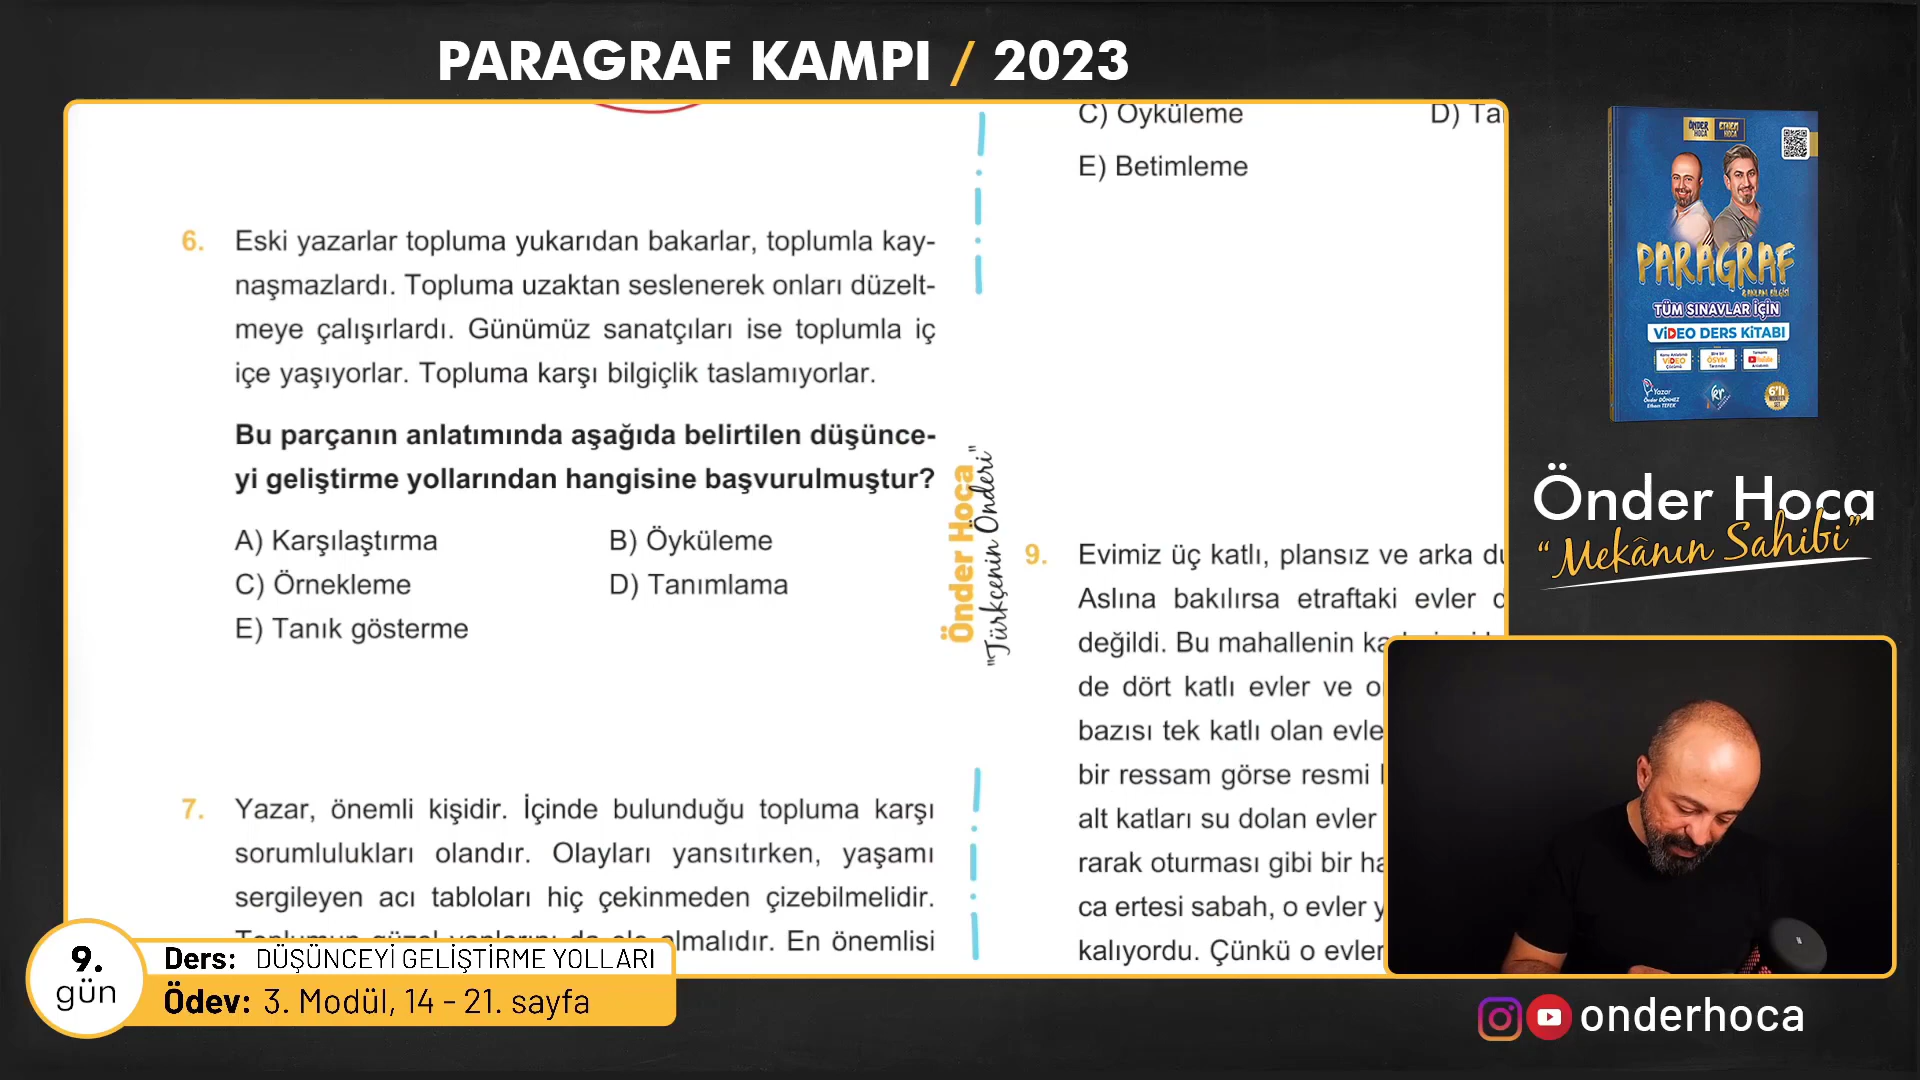 PARAGRAF KAMPI / 2023
6. Eski yazarlar topluma yukarıdan bakarlar, toplumla kay-
naşmazlardı. Topluma uzaktan seslenerek onları düzelt-
meye çalışırlardı. Günümüz sanatçıları ise toplumla iç
içe yaşıyorlar. Topluma karşı bilgiçlik taslamıyorlar.
Bu parçanın anlatımında aşağıda belirtilen düşünce-
yi geliştirme yollarından hangisine başvurulmuştur?
A) Karşılaştırma B) Öyküleme
C) Örnekleme D) Tanımlama
E) Tanık gösterme
7. Yazar, önemli kişidir. İçinde bulunduğu topluma karşı
sorumlulukları olandır. Olayları yansıtırken, yaşamı
sergileyen acı tabloları hiç çekinmeden çizebilmelidir.
almalıdır. En önemlisi
Önder Hoca
"Türkçenin Önderi"
C) Öyküleme D)
E) Betimleme
9. Evimiz üç katlı, plansız ve arka
Aslına bakılırsa etraftaki evler
değildi. Bu mahallenin
de dört katlı evler ve
bazısı tek katlı olan
bir ressam görse resmi
alt katları su dolan evler
rarak oturması gibi bir
ca ertesi sabah, o evler
kalıyordu. Çünkü o evler
9.
gün
Ders: DÜŞÜNCEYİ GELİŞTİRME YOLLARI
Ödev: 3. Modül, 14 - 21. sayfa
ÖNDER HOCA
ETHEM HOCA
PARAGRAF
TÜM SINAVLAR İÇİN
VİDEO DERS KİTABI
Önder Hoca
"Mekânın Sahibi"
onderhoca